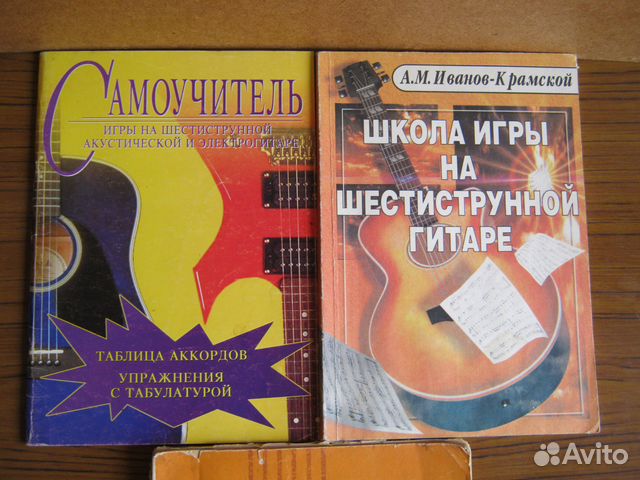 САМОУЧИТЕЛЬ
ИГРЫ НА ШЕСТИСТРУННОЙ
АКУСТИЧЕСКОЙ И ЭЛЕКТРОГИТАРЕ
ТАБЛИЦА АККОРДОВ
УПРАЖНЕНИЯ
С ТАБУЛАТУРОЙ
А.М.Иванов-Крамской
ШКОЛА ИГРЫ
НА
ШЕСТИСТРУННОЙ
ГИТАРЕ
Avito